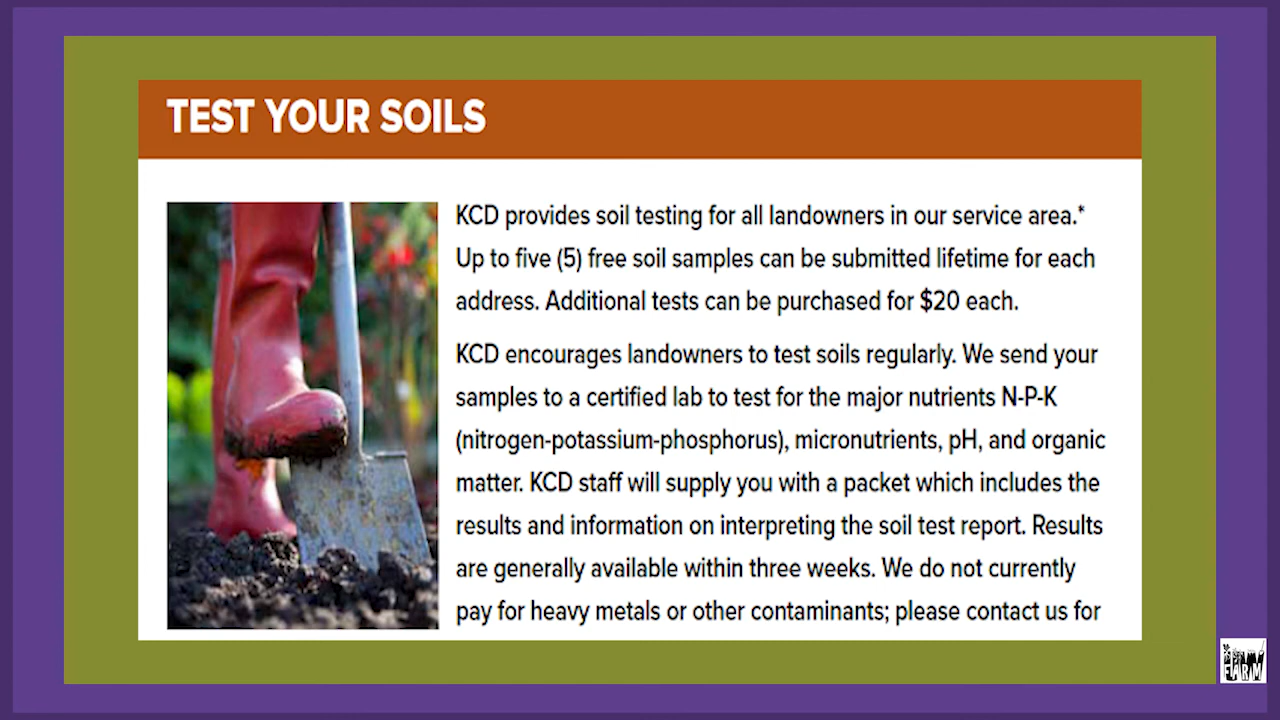 TEST YOUR SOILS
KCD provides soil testing for all landowners in our service area.*
Up to five (5) free soil samples can be submitted lifetime for each
address. Additional tests can be purchased for $20 each.
KCD encourages landowners to test soils regularly. We send your
samples to a certified lab to test for the major nutrients N-P-K
(nitrogen-potassium-phosphorus), micronutrients, pH, and organic
matter. KCD staff will supply you with a packet which includes the
results and information on interpreting the soil test report. Results
are generally available within three weeks. We do not currently
pay for heavy metals or other contaminants; please contact us for
FARM